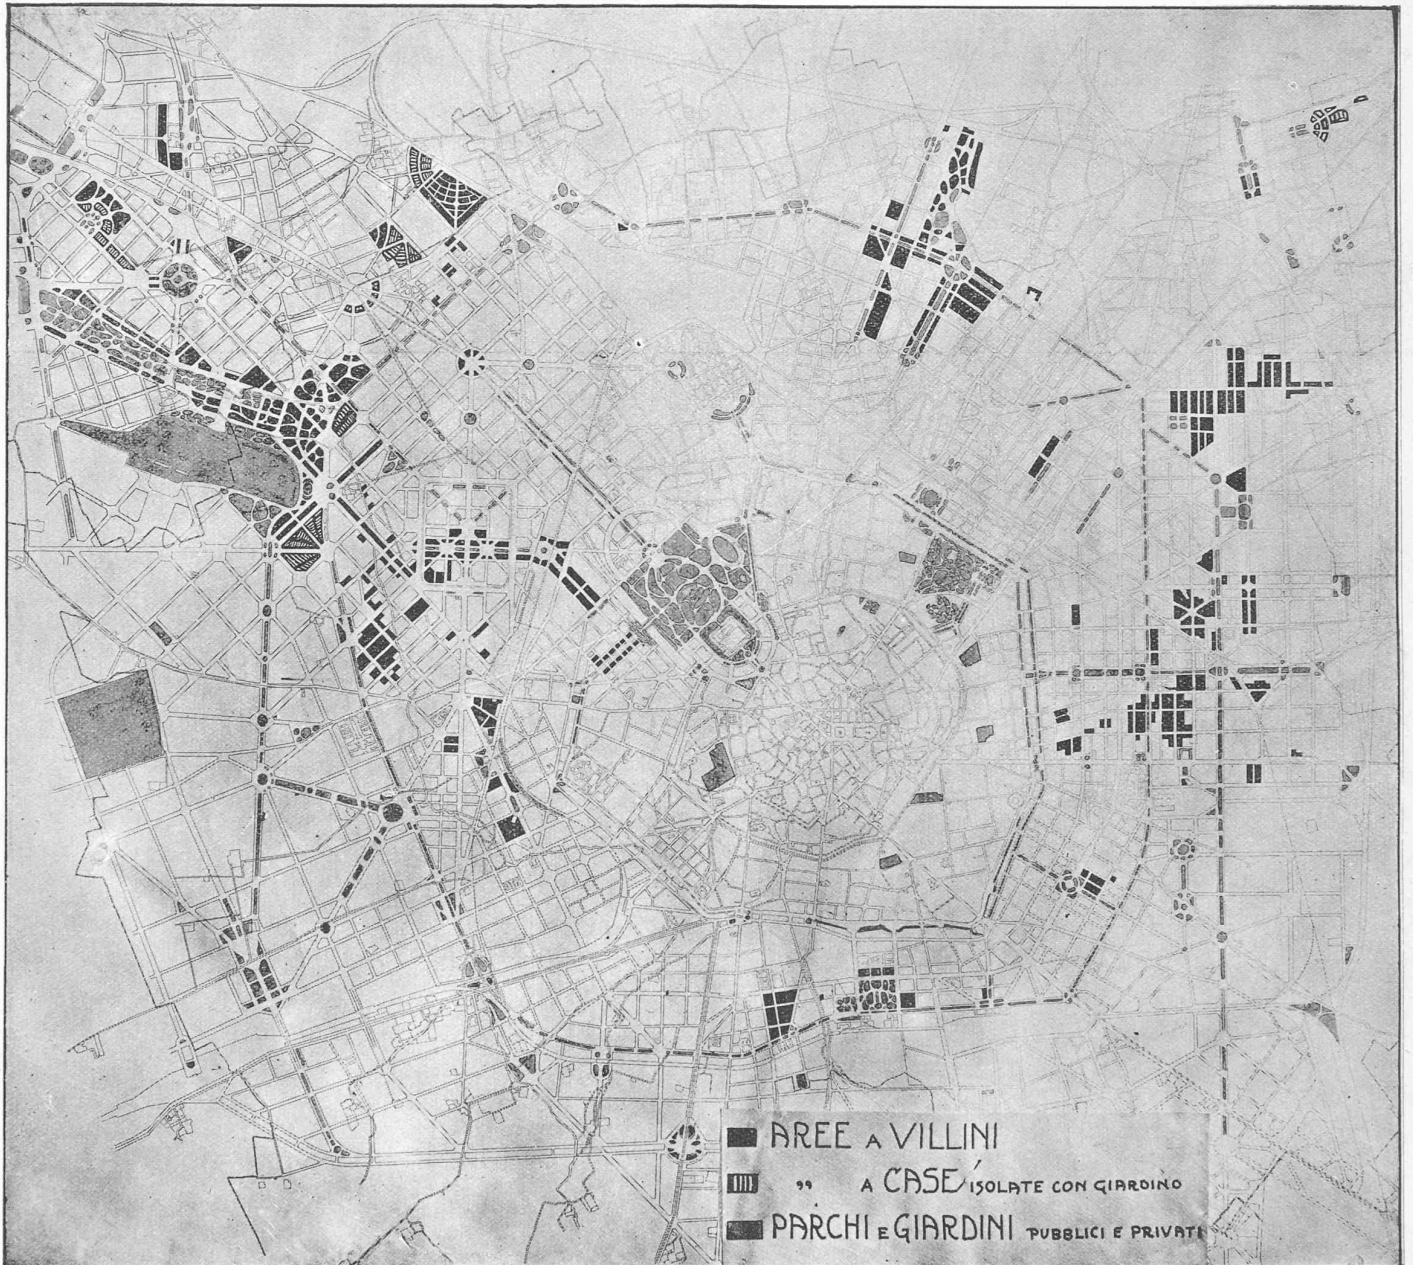 AREE A VILLINI
„ A CASE ISOLATE CON GIARDINO
PARCHI E GIARDINI PUBBLICI E PRIVATI